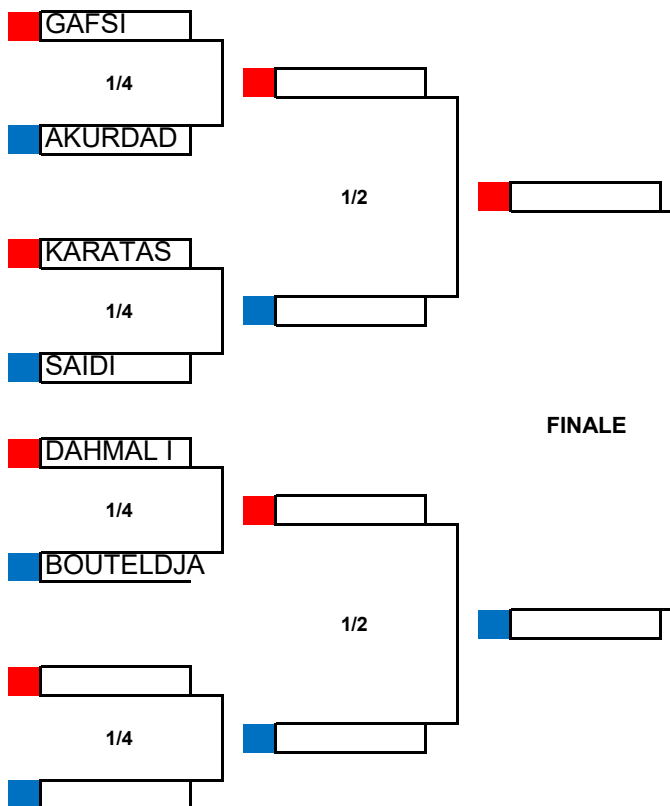 GAFSI
1/4
AKURDAD
1/2
KARATAS
1/4
SAIDI
FINALE
DAHMAL I
1/4
BOUTELDJA
1/2
1/4